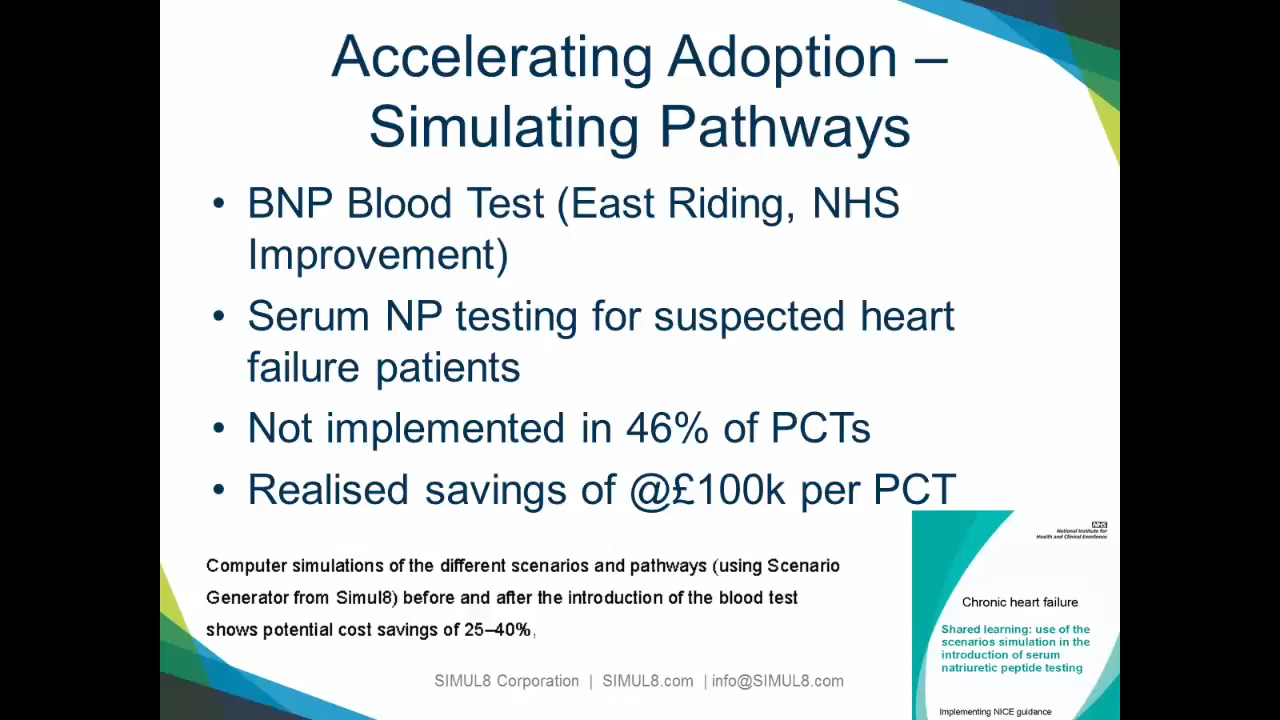 Accelerating Adoption –
Simulating Pathways
• BNP Blood Test (East Riding, NHS
Improvement)
• Serum NP testing for suspected heart
failure patients
• Not implemented in 46% of PCTs
• Realised savings of @£100k per PCT
Computer simulations of the different scenarios and pathways (using Scenario
Generator from Simul8) before and after the introduction of the blood test
shows potential cost savings of 25–40%,
NHS
National Institute for
Health and Clinical Excellence
Chronic heart failure
Shared learning: use of the
scenarios simulation in the
introduction of serum
natriuretic peptide testing
Implementing NICE guidance
SIMUL8 Corporation | SIMUL8.com | info@SIMUL8.com